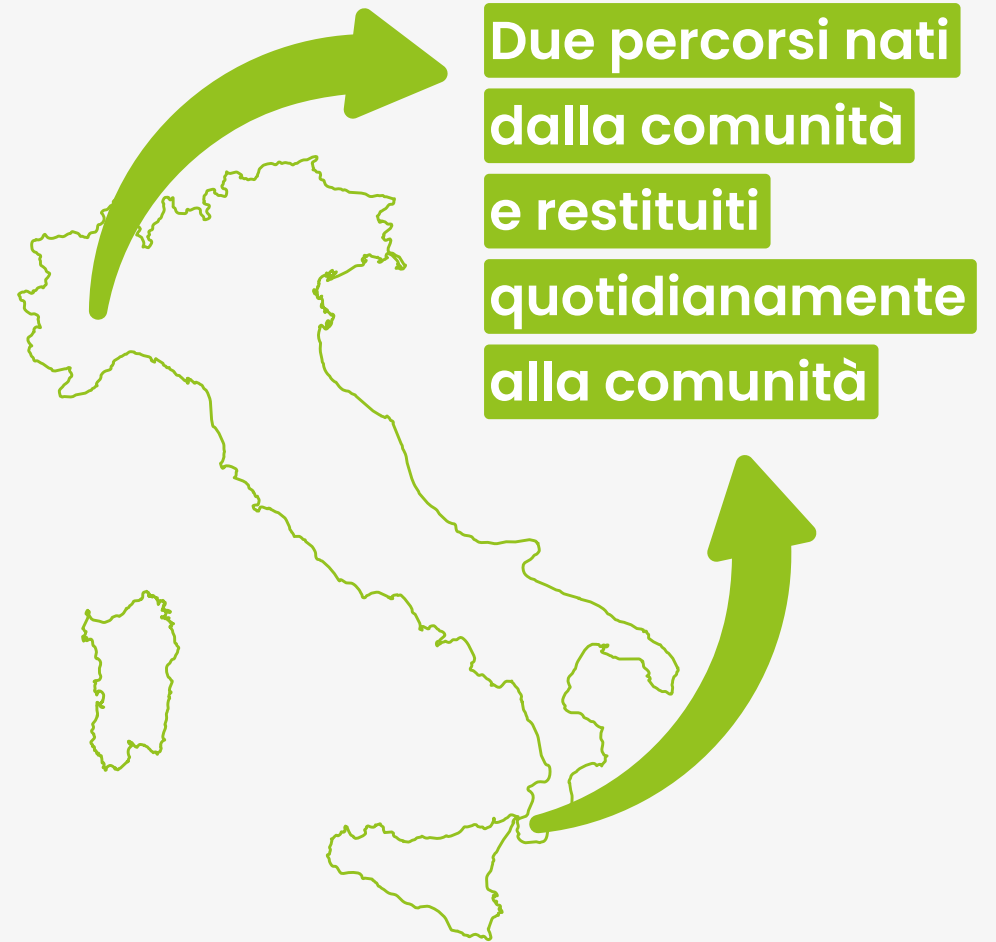 Due percorsi nati
dalla comunità
e restituiti
quotidianamente
alla comunità